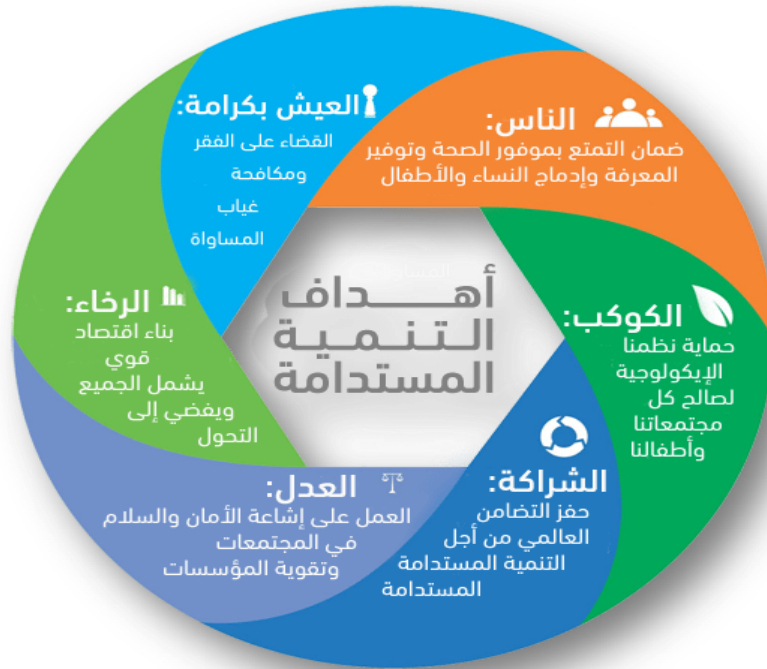 العيش بكرامة:
القضاء على الفقر
ومكافحة
غياب
المساواة
الناس:
ضمان التمتع بموفور الصحة وتوفير
المعرفة وإدماج النساء والأطفال
الكوكب:
حماية نظمنا
الإيكولوجية
لصالح كل
مجتمعاتنا
وأطفالنا
الشراكة:
حفز التضامن
العالمي من أجل
التنمية المستدامة
المستدامة
العدل:
العمل على إشاعة الأمان والسلام
في المجتمعات
وتقوية المؤسسات
الرخاء:
بناء اقتصاد
قوي
يشمل الجميع
ويفضي إلى
التحول
أهـــداف
الـتـنـمـيـة
المستدامة